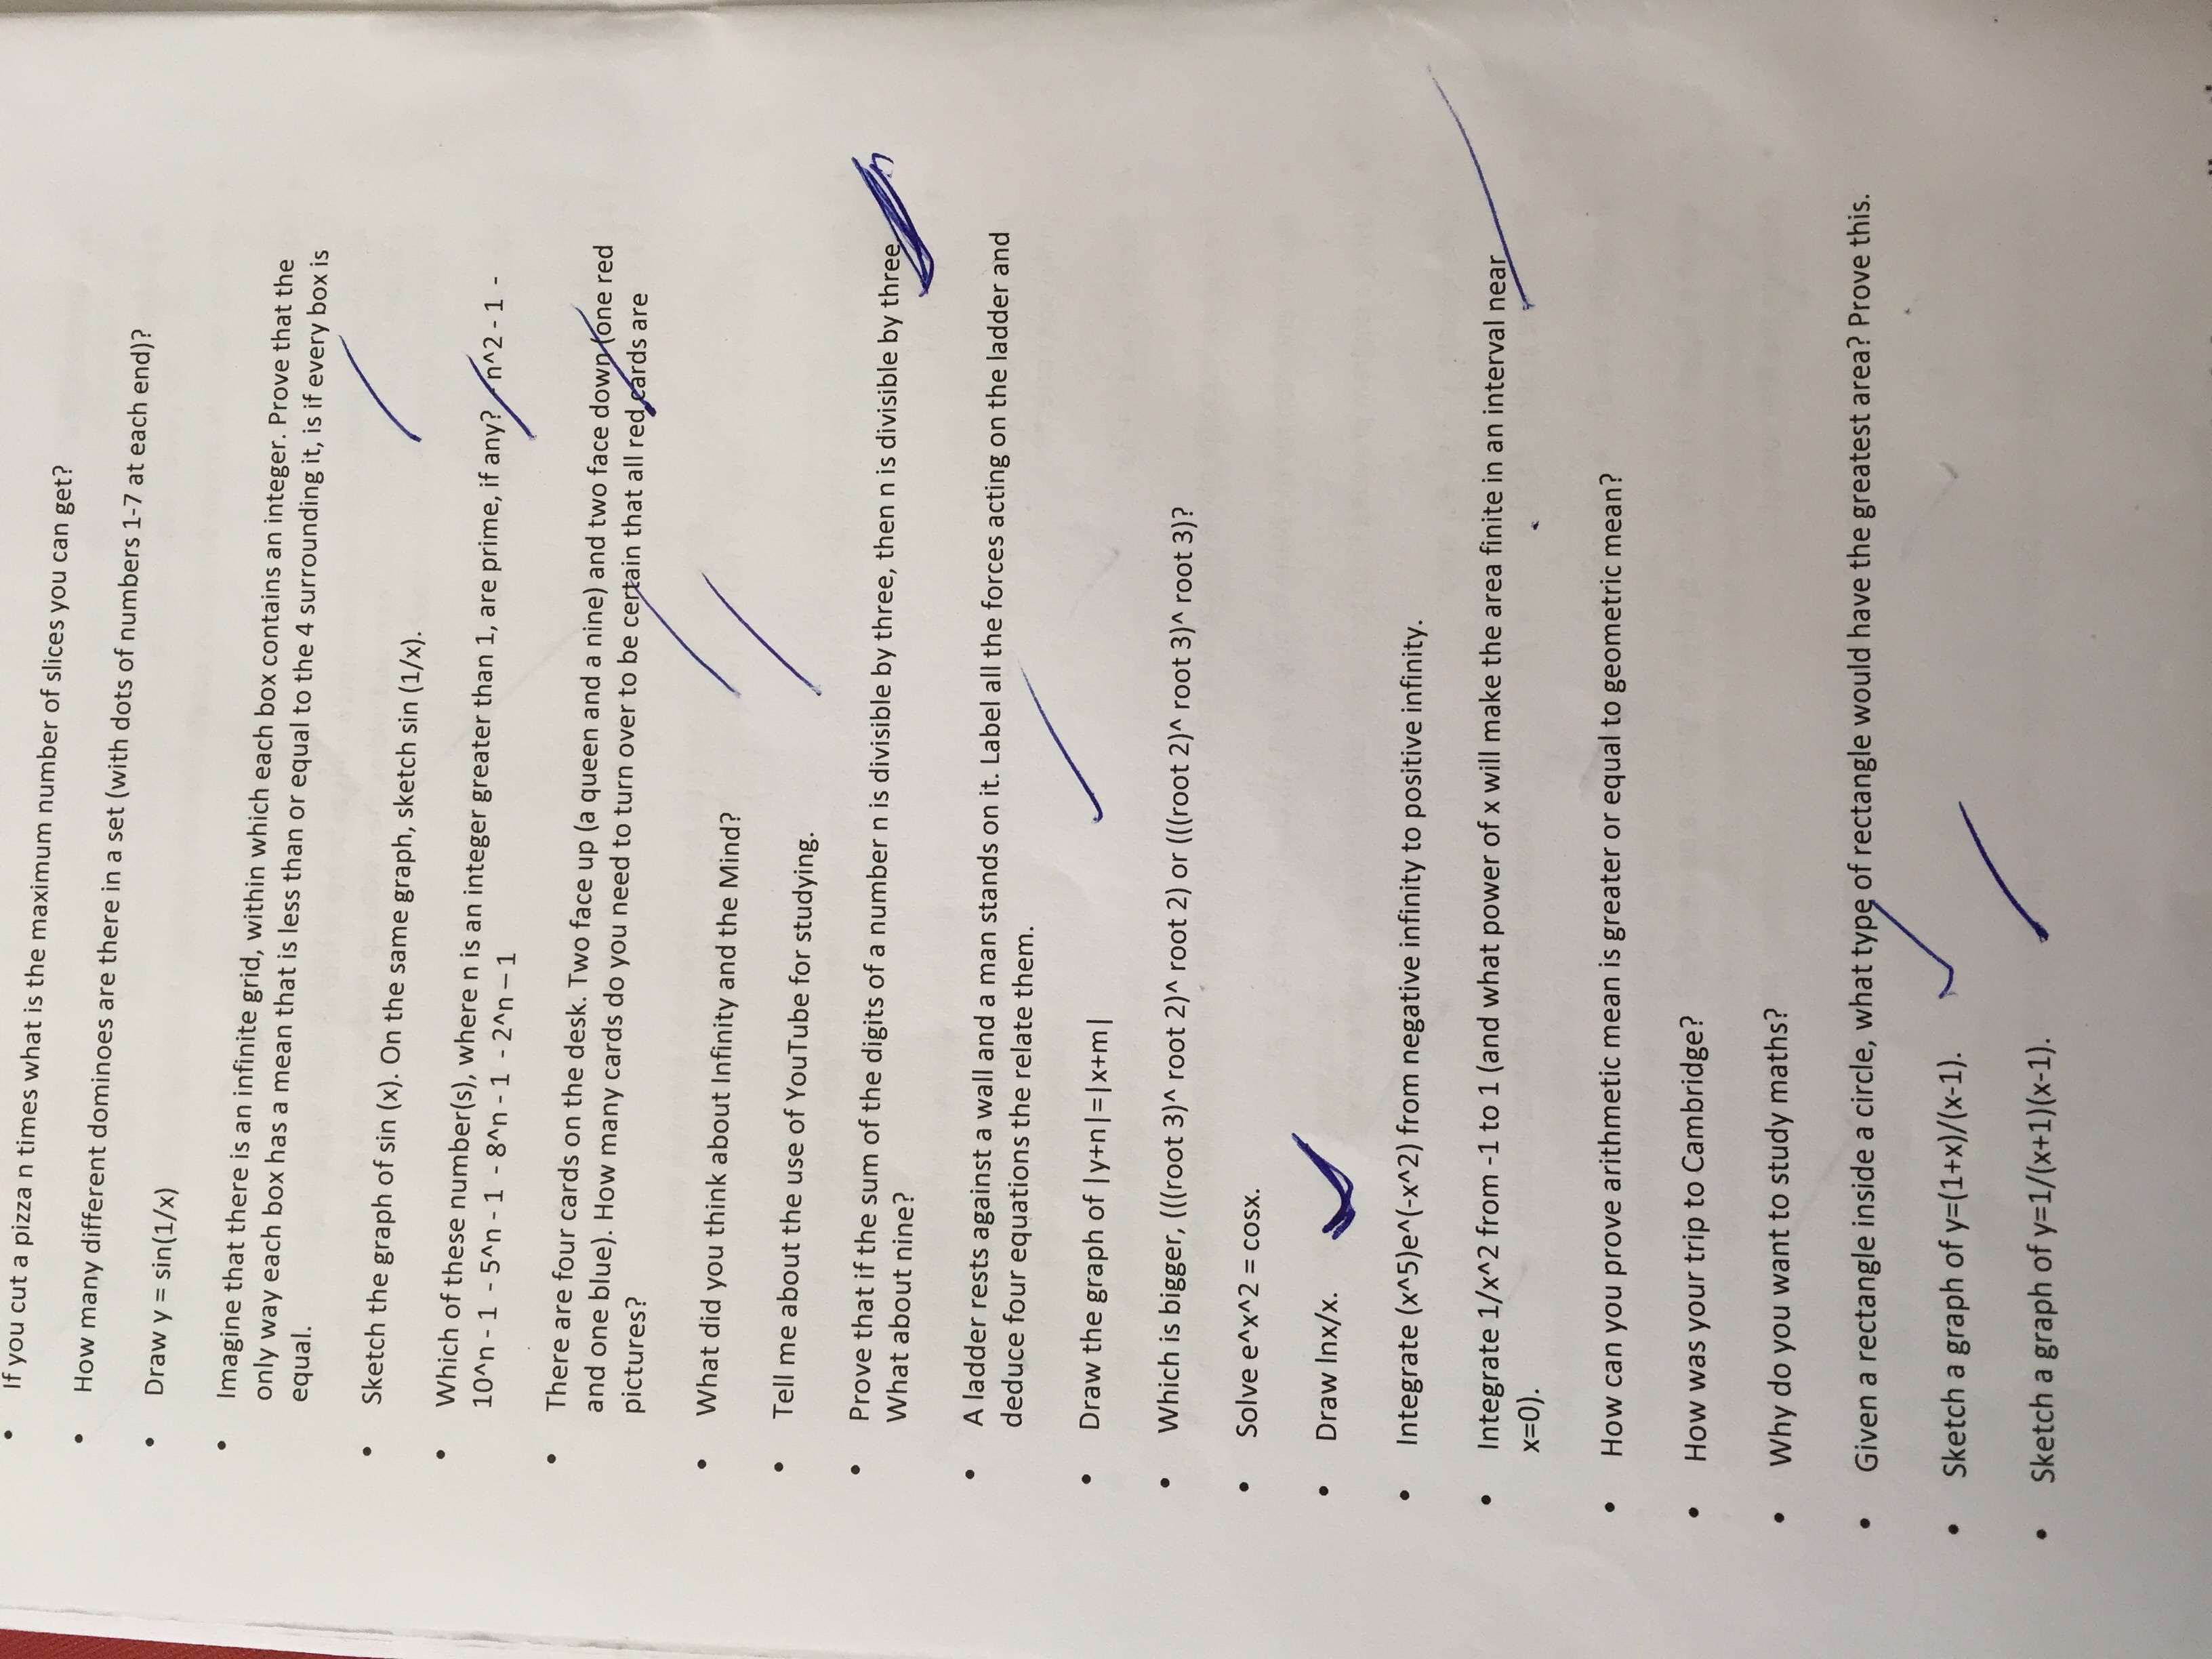 • If you cut a pizza n times what is the maximum number of slices you can get?
• How many different dominoes are there in a set (with dots of numbers 1-7 at each end)?
• Draw y = sin(1/x)
• Imagine that there is an infinite grid, within which each box contains an integer. Prove that the
only way each box has a mean that is less than or equal to the 4 surrounding it, is if every box is
equal.
• Sketch the graph of sin (x). On the same graph, sketch sin (1/x).
• Which of these number(s), where n is an integer greater than 1, are prime, if any? - n^2 - 1 -
10^n - 1 - 5^n - 1 - 8^n - 1 - 2^n – 1
• There are four cards on the desk. Two face up (a queen and a nine) and two face down (one red
and one blue). How many cards do you need to turn over to be certain that all red cards are
pictures?
• What did you think about Infinity and the Mind?
• Tell me about the use of YouTube for studying.
• Prove that if the sum of the digits of a number n is divisible by three, then n is divisible by three
What about nine?
• A ladder rests against a wall and a man stands on it. Label all the forces acting on the ladder and
deduce four equations the relate them.
• Draw the graph of |y+n|=|x+m|
• Which is bigger, (((root 3)^ root 2)^ root 2) or (((root 2)^ root 3)^ root 3)?
• Solve e^x^2 = cosx.
• Draw lnx/x.
• Integrate (x^5)e^(-x^2) from negative infinity to positive infinity.
• Integrate 1/x^2 from -1 to 1 (and what power of x will make the area finite in an interval near
x=0).
• How can you prove arithmetic mean is greater or equal to geometric mean?
• How was your trip to Cambridge?
• Why do you want to study maths?
• Given a rectangle inside a circle, what type of rectangle would have the greatest area? Prove this.
• Sketch a graph of y=(1+x)/(x-1).
• Sketch a graph of y=1/(x+1)(x-1).